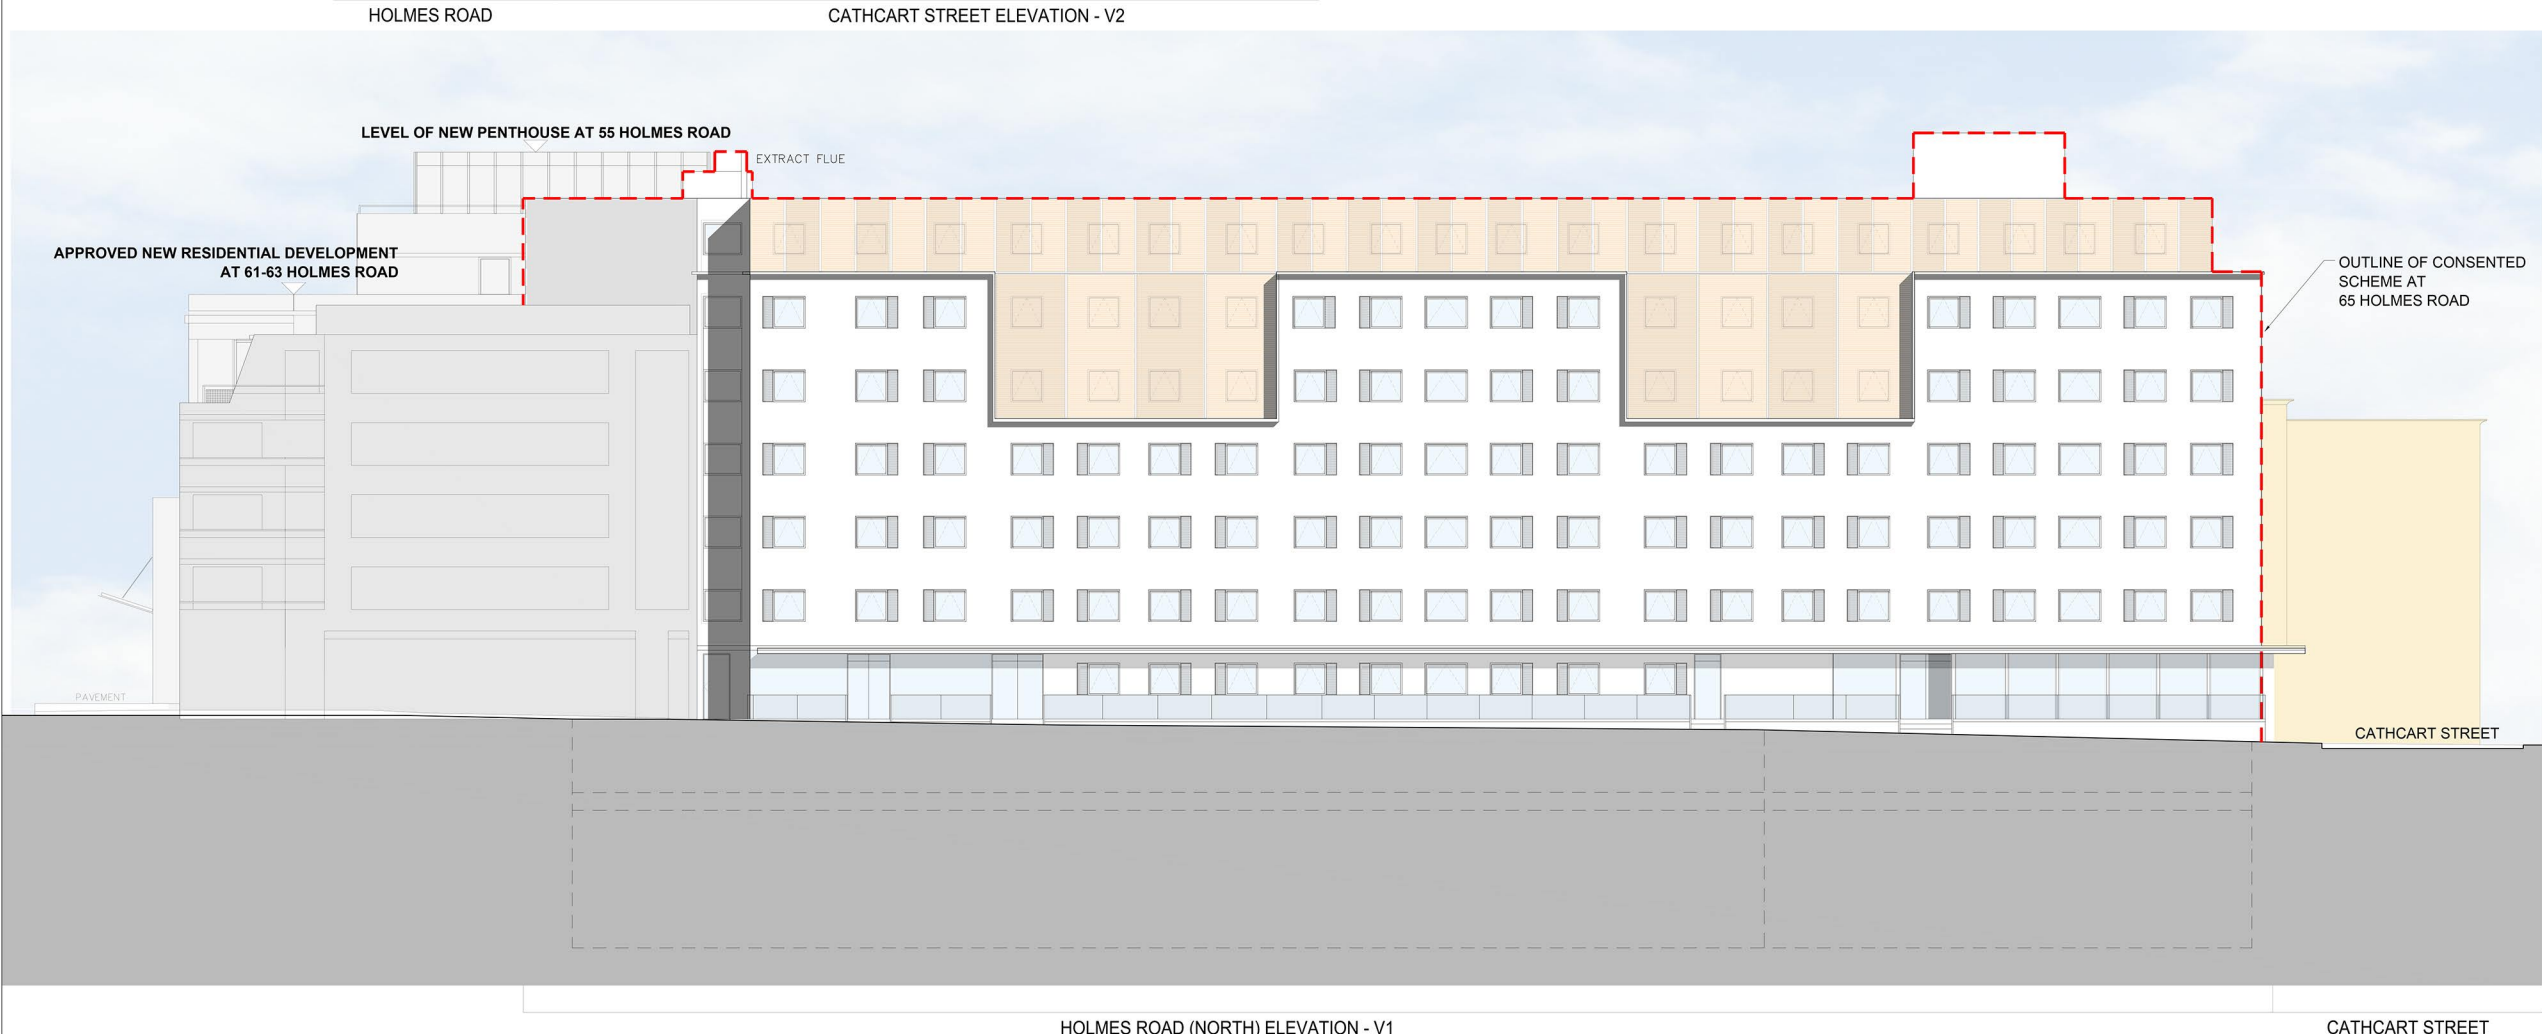 HOLMES ROAD
CATHCART STREET ELEVATION - V2
LEVEL OF NEW PENTHOUSE AT 55 HOLMES ROAD
EXTRACT FLUE
APPROVED NEW RESIDENTIAL DEVELOPMENT
AT 61-63 HOLMES ROAD
OUTLINE OF CONSENTED
SCHEME AT
65 HOLMES ROAD
PAVEMENT
CATHCART STREET
HOLMES ROAD (NORTH) ELEVATION - V1
CATHCART STREET